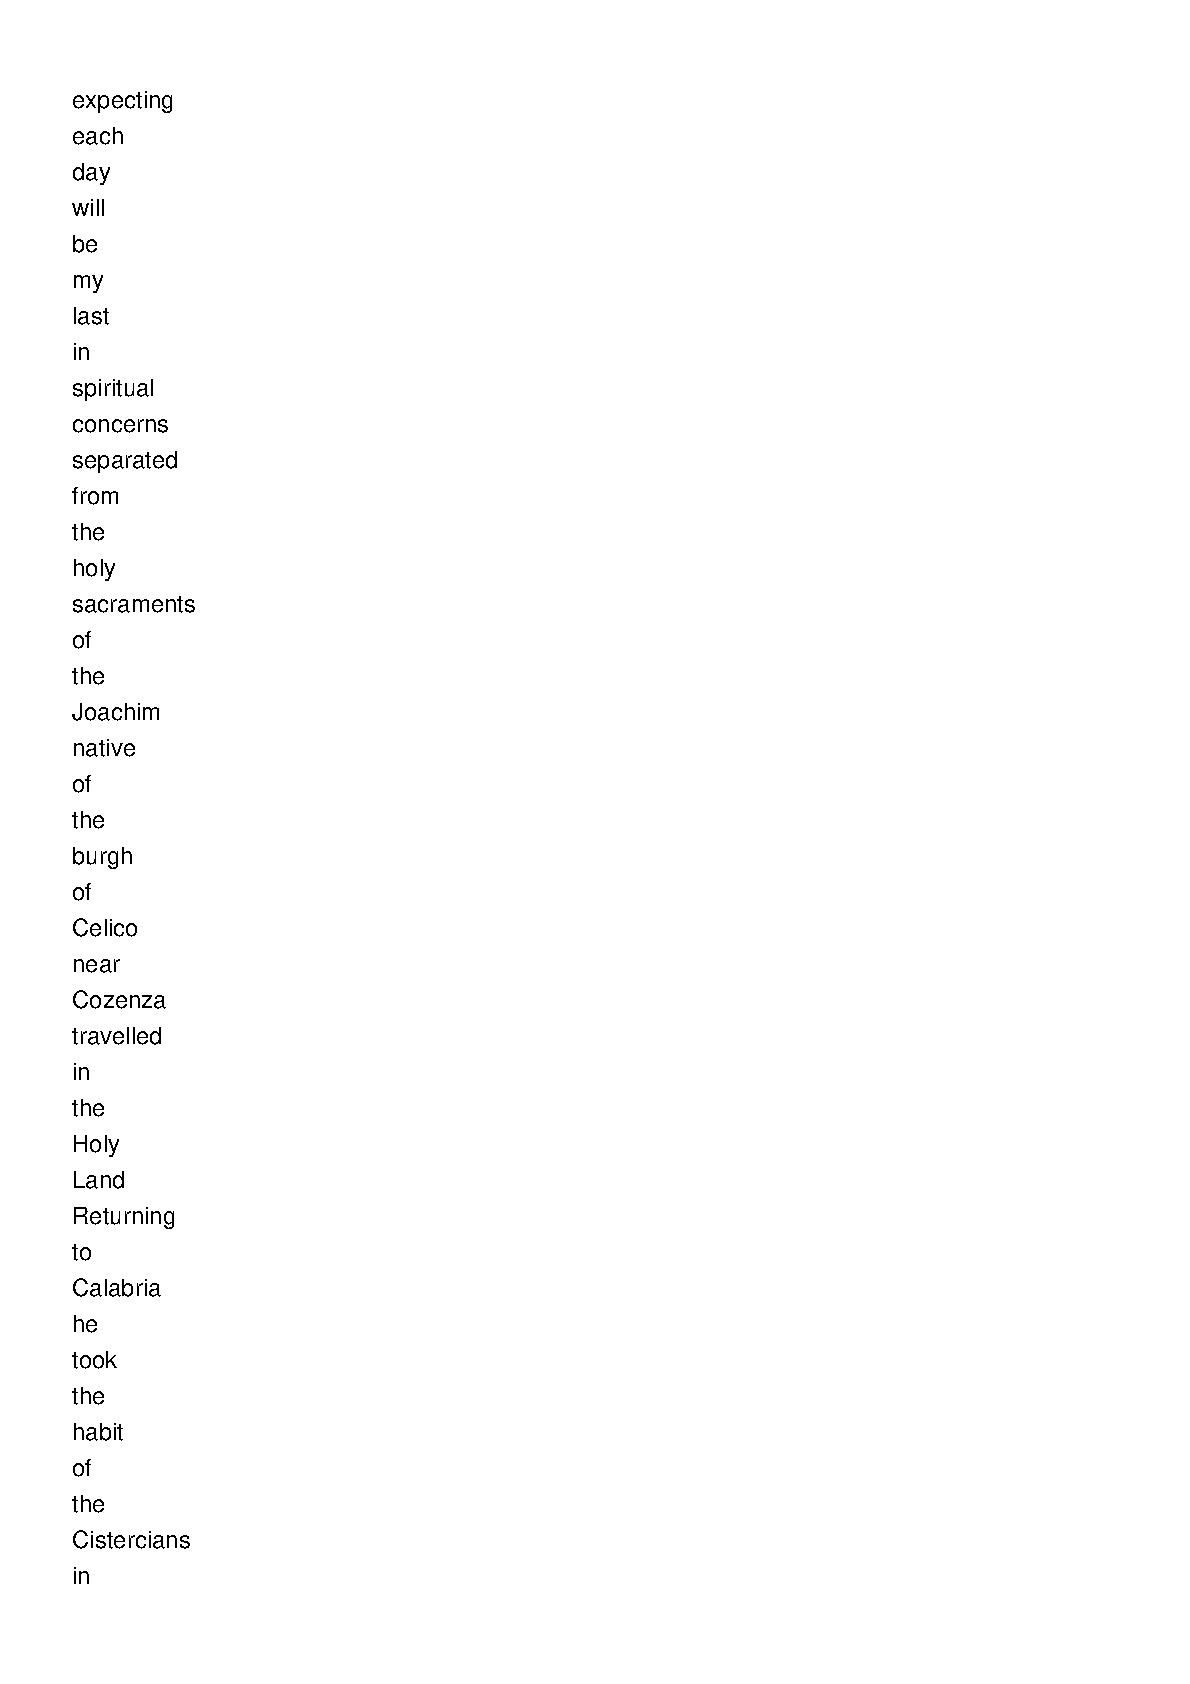 expecting
each
day
will
be
my
last
in
spiritual
concerns
separated
from
the
holy
sacraments
of
the
Joachim
native
of
the
burgh
of
Celico
near
Cozenza
travelled
in
the
Holy
Land
Returning
to
Calabria
he
took
the
habit
of
the
Cistercians
in